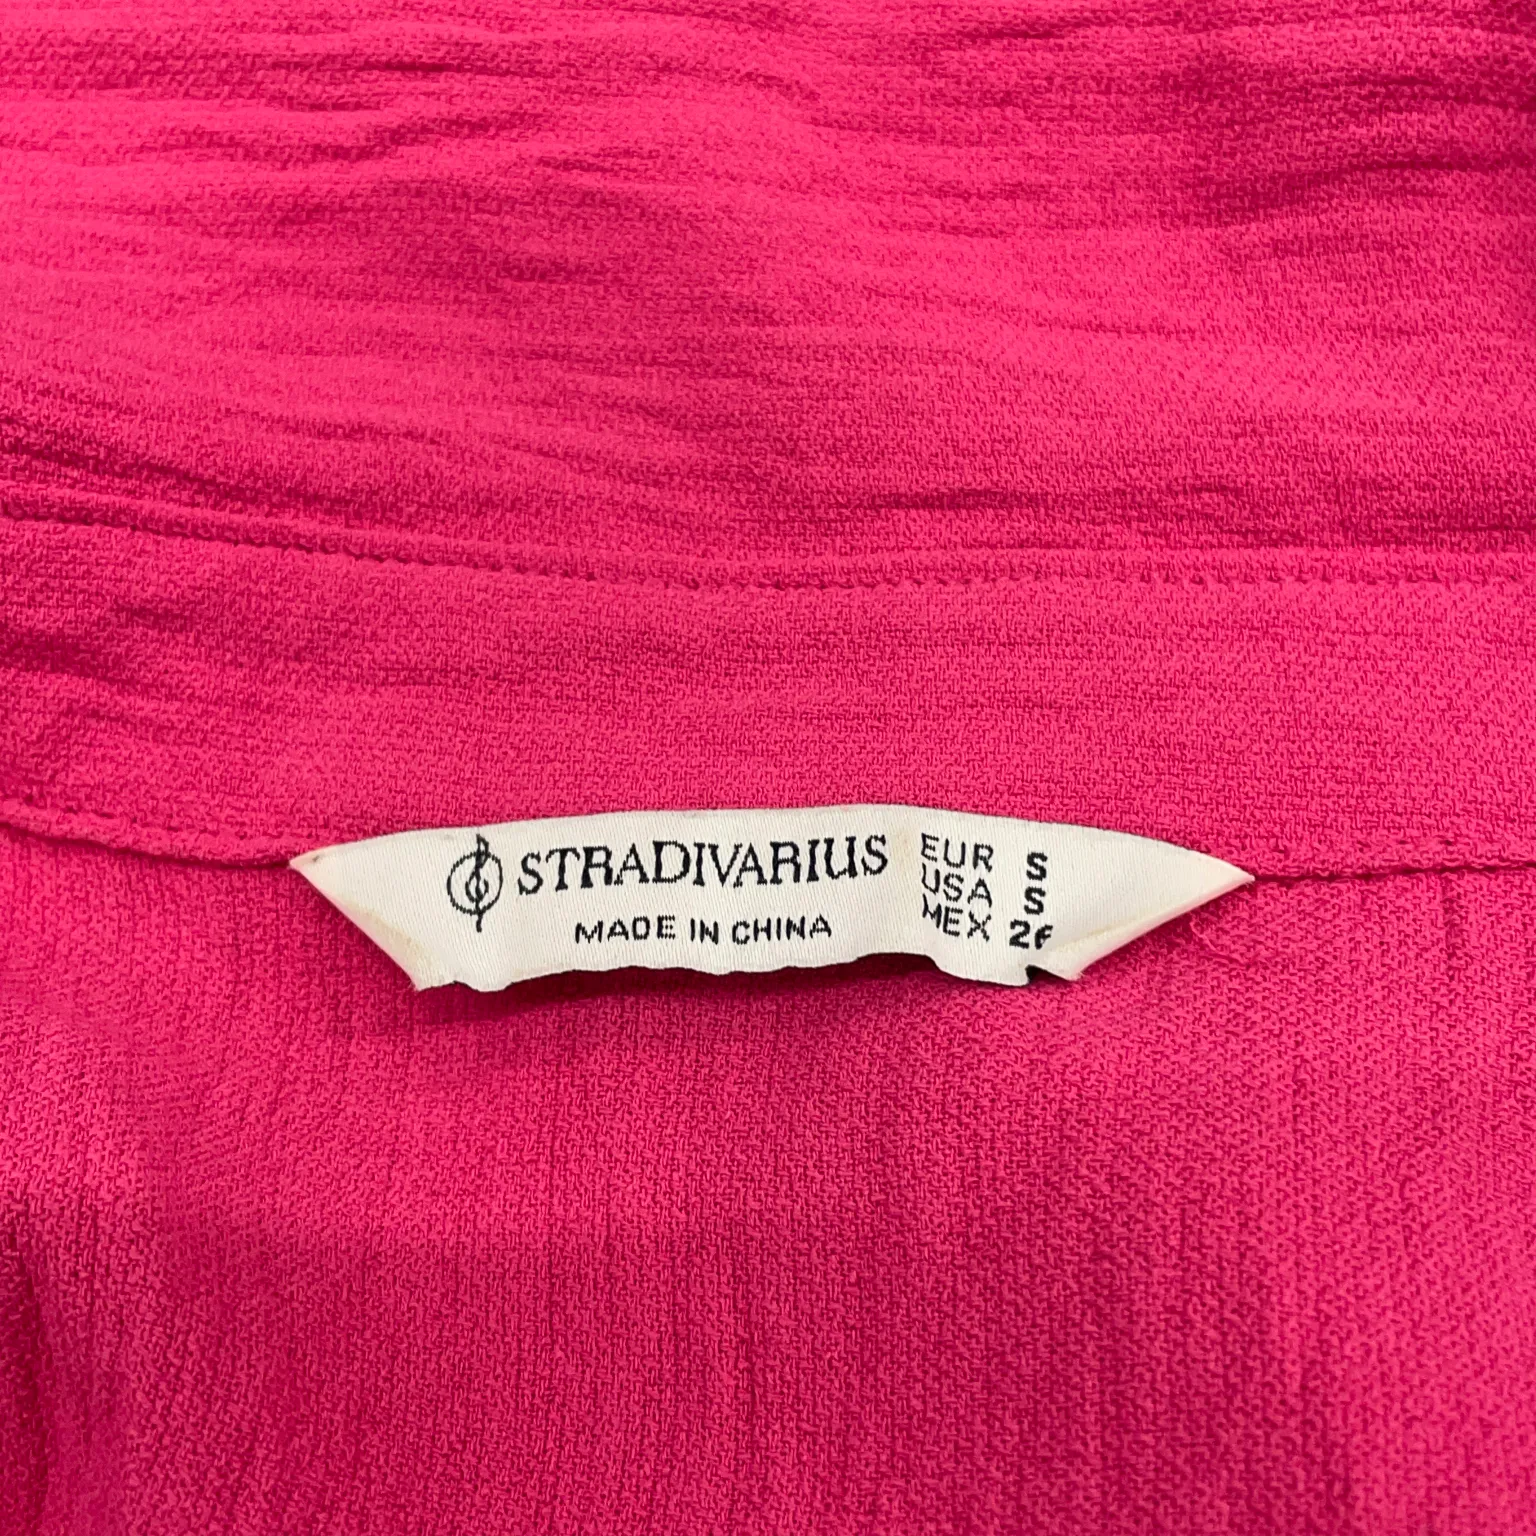 STRADIVARIUS
MADE IN CHINA
EUR S
USA S
MEX